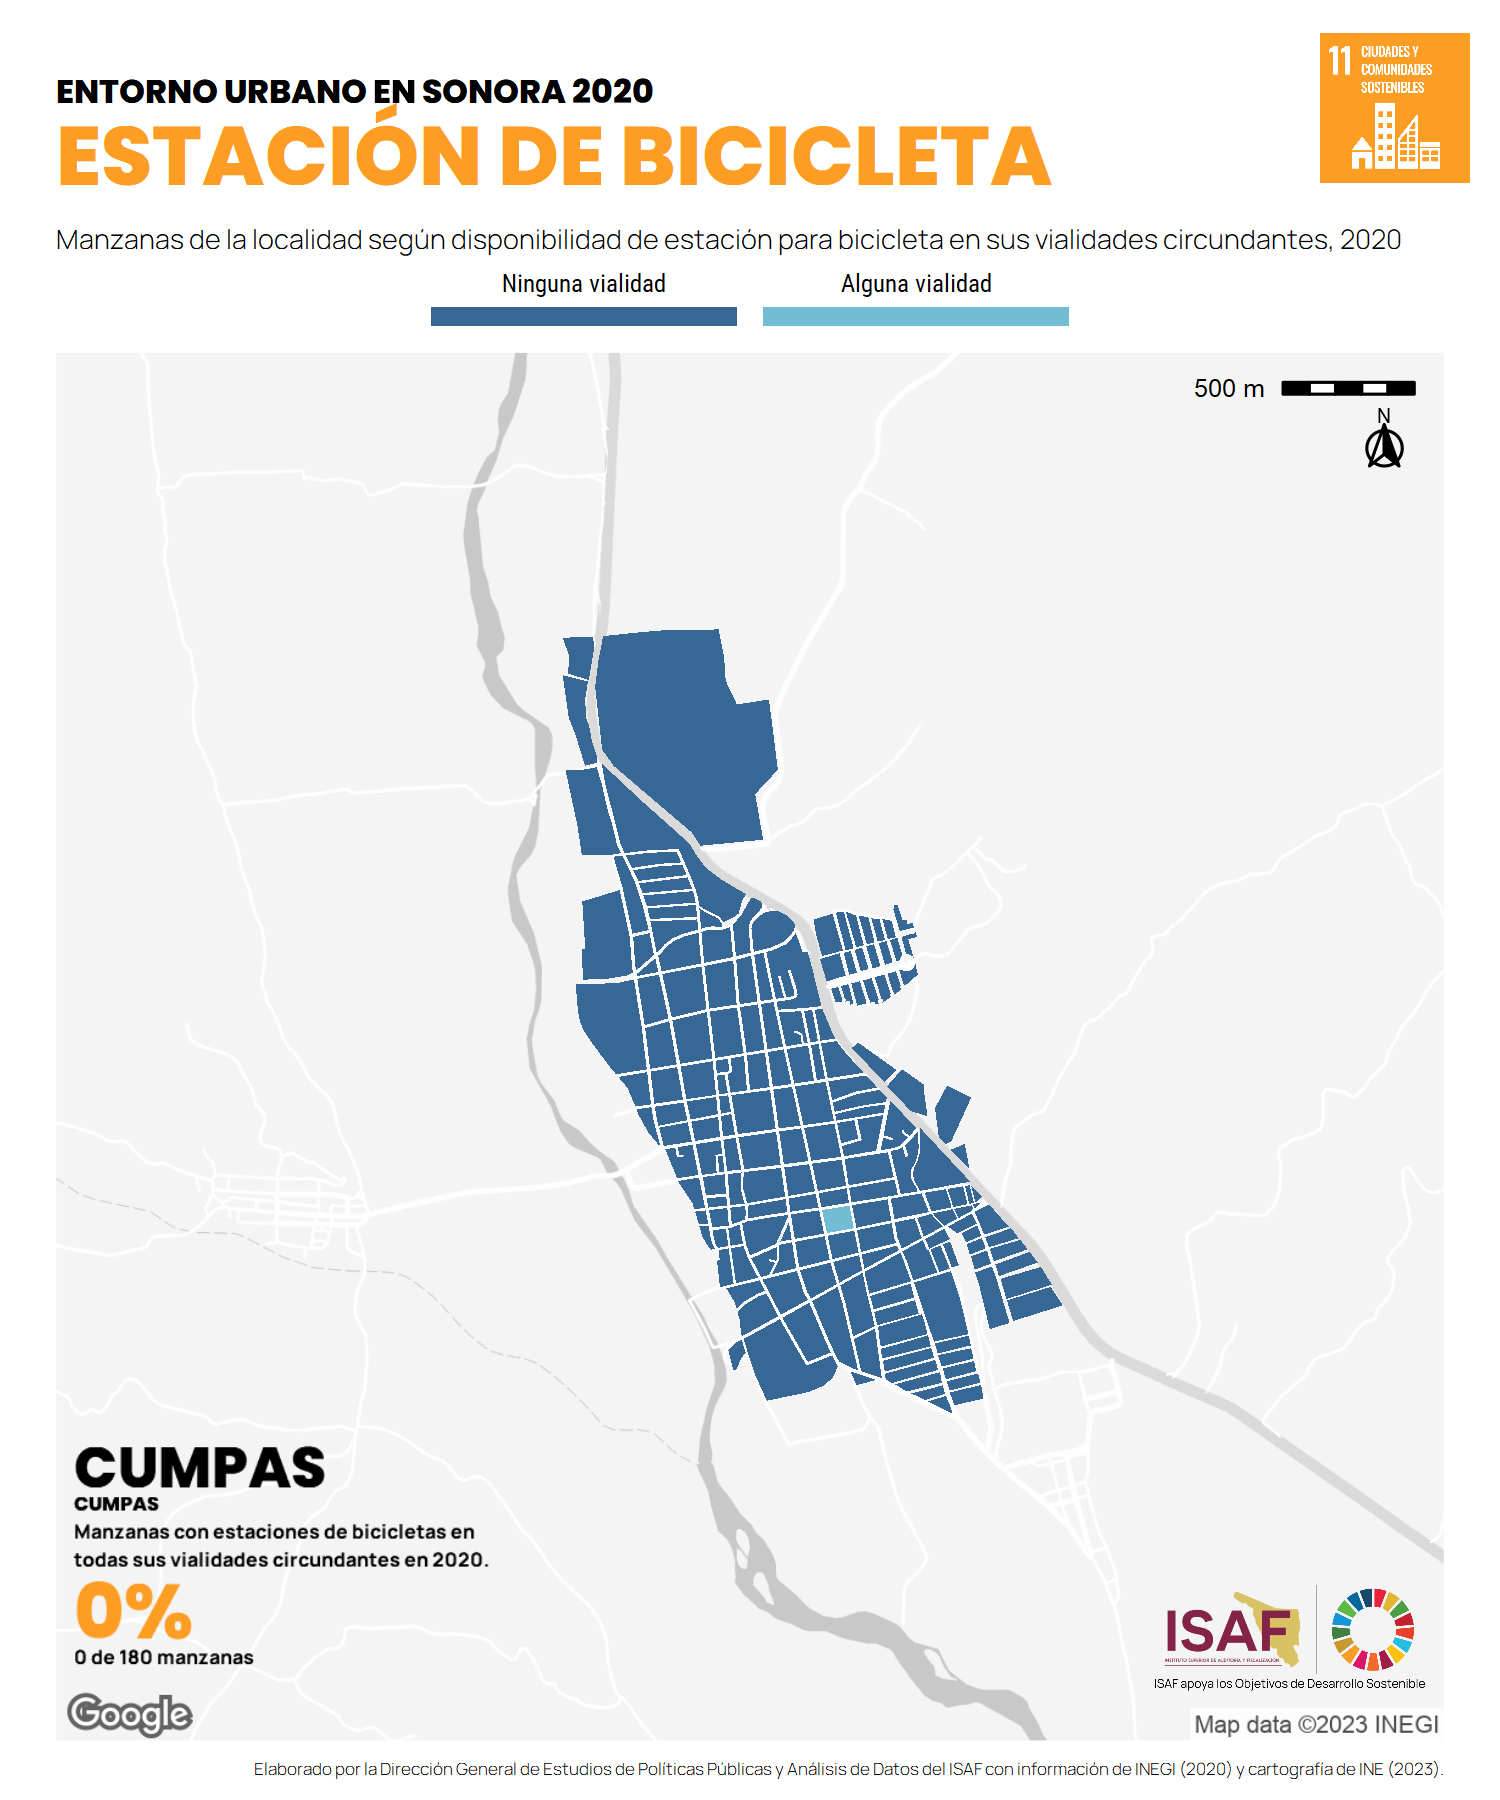 ENTORNO URBANO EN SONORA 2020
ESTACIÓN DE BICICLETA
11 CIUDADES Y
COMUNIDADES
SOSTENIBLES
Manzanas de la localidad según disponibilidad de estación para bicicleta en sus vialidades circundantes, 2020
Ninguna vialidad
Alguna vialidad
500 m
N
CUMPAS
CUMPAS
Manzanas con estaciones de bicicletas en
todas sus vialidades circundantes en 2020.
0%
0 de 180 manzanas
Google
ISAF
INSTITUTO SUPERIOR DE AUDITORÍA Y FISCALIZACIÓN
ISAF apoya los Objetivos de Desarrollo Sostenible
Map data ©2023 INEGI
Elaborado por la Dirección General de Estudios de Políticas Públicas y Análisis de Datos del ISAF con información de INEGI (2020) y cartografía de INE (2023).